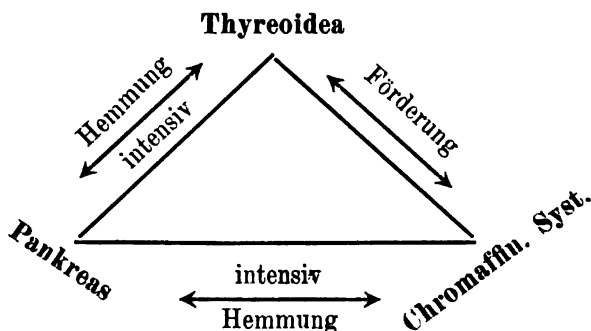 Thyreoidea
Hemmung
intensiv
Förderung
Pankreas
Chromaffin. Syst.
intensiv
Hemmung